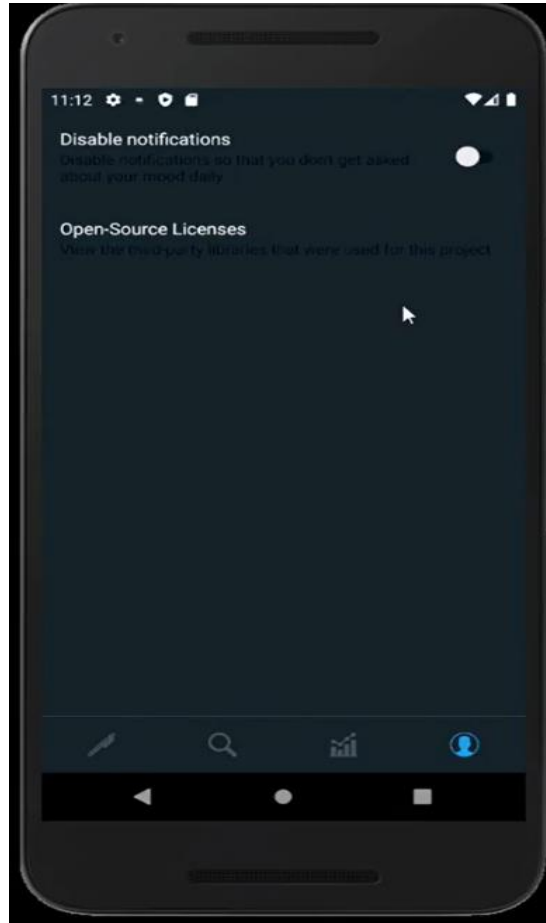 11:12
Disable notifications
Disable notifications so that you don't get asked
about your mood daily
Open-Source Licenses
View the third-party libraries that were used for this project